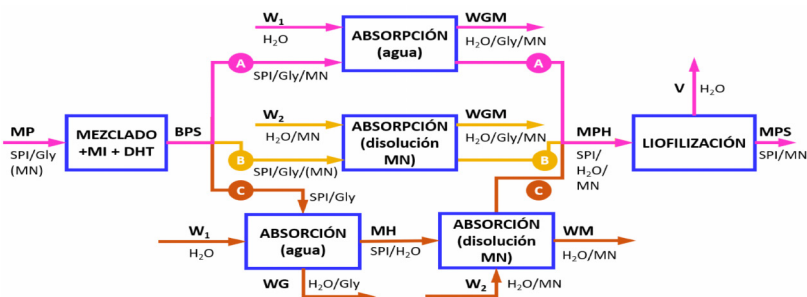 W₁
H₂O
ABSORPCIÓN
(agua)
WGM
H₂O/Gly/MN
A
SPI/Gly/MN
A
V
H₂O
MP
SPI/Gly
(MN)
MEZCLADO
+MI + DHT
BPS
W₂
H₂O/MN
ABSORPCIÓN
(disolución
MN)
WGM
H₂O/Gly/MN
B
SPI/Gly/(MN)
B
MPH
SPI/
H₂O/
MN
LIOFILIZACIÓN
MPS
SPI/MN
C
SPI/Gly
C
W₁
H₂O
ABSORCIÓN
(agua)
MH
SPI/H₂O
ABSORCIÓN
(disolución
MN)
WM
H₂O/MN
WG
H₂O/Gly
W₂
H₂O/MN